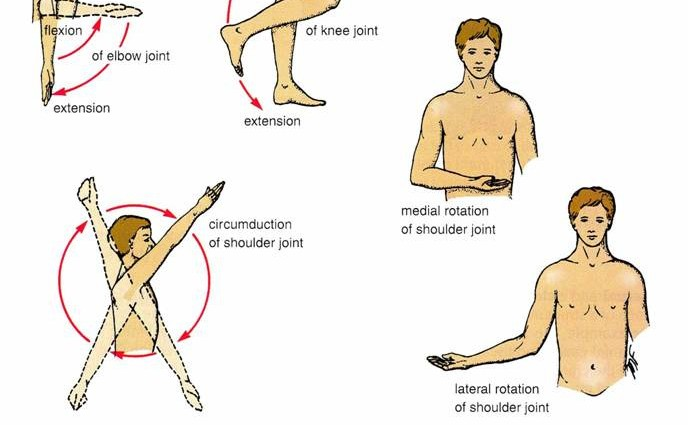 flexion
of elbow joint
extension
of knee joint
extension
circumduction
of shoulder joint
medial rotation
of shoulder joint
lateral rotation
of shoulder joint